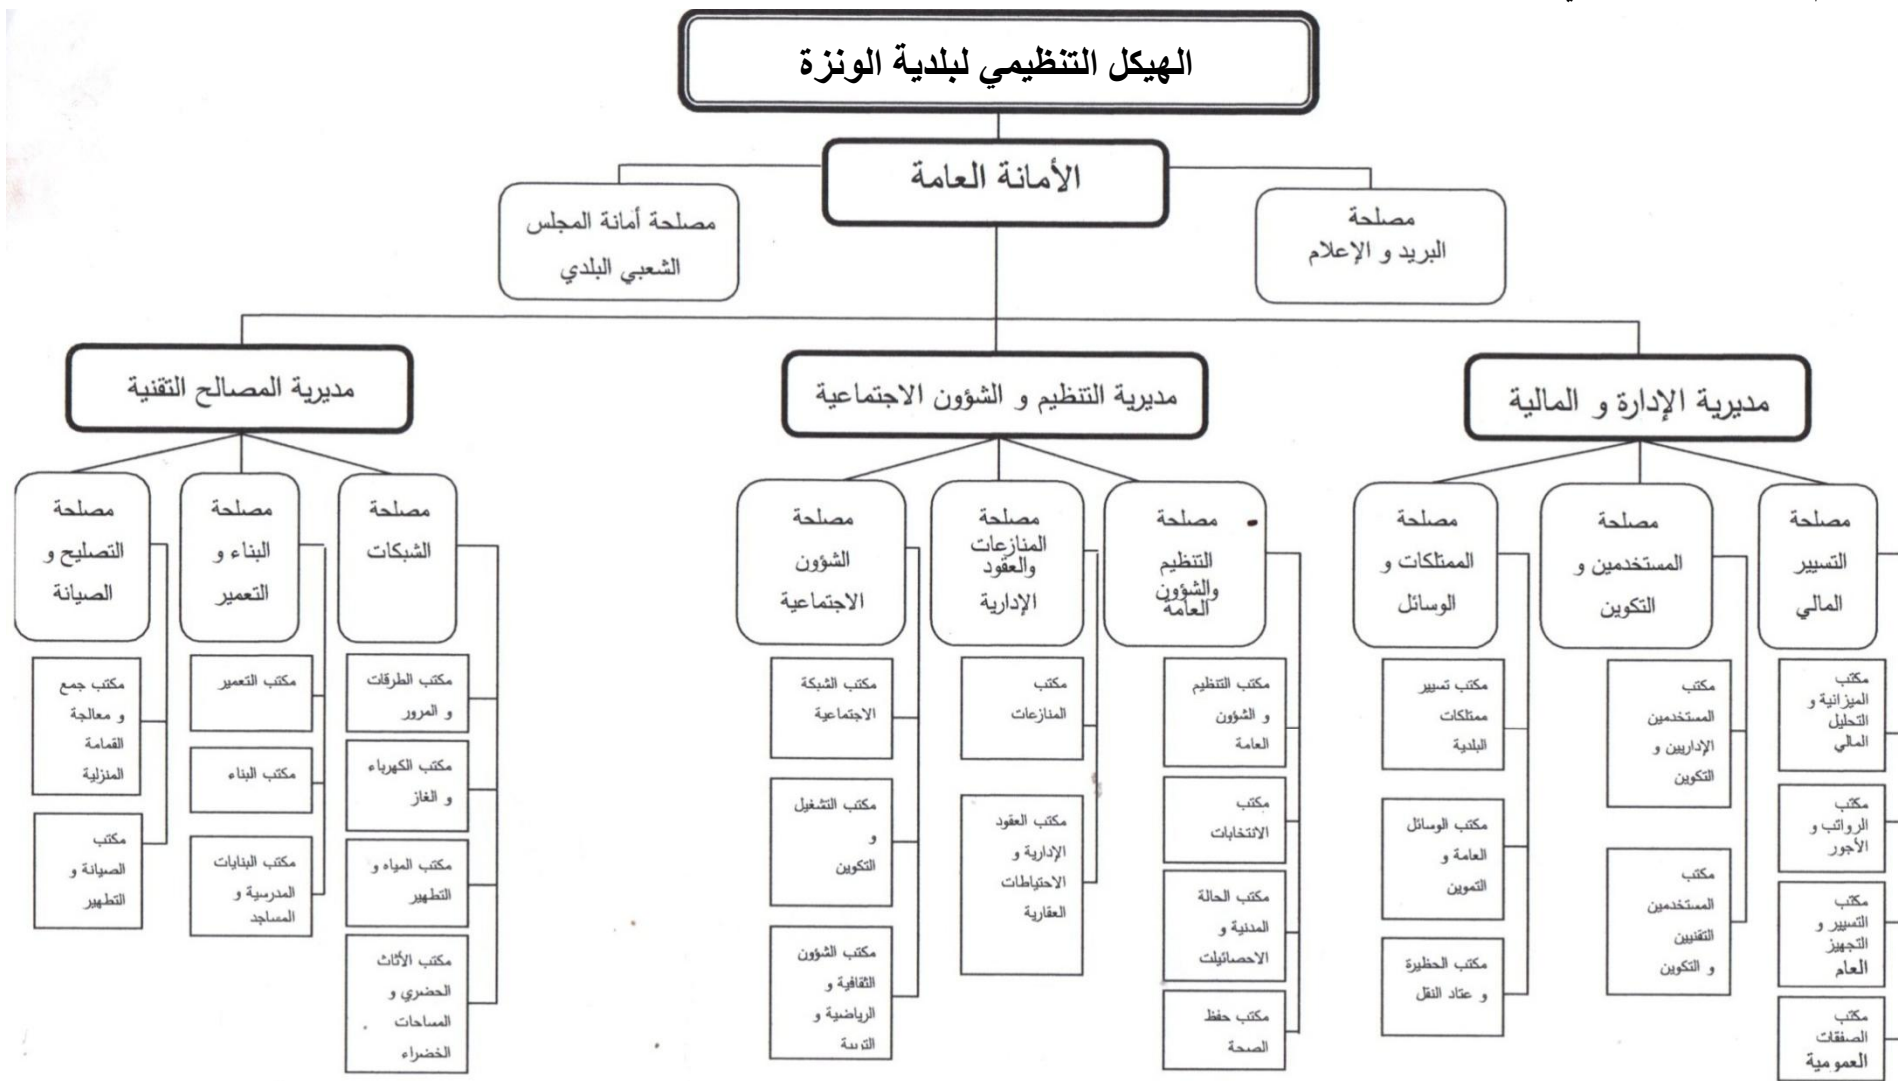 الهيكل التنظيمي لبلدية الونزة
الأمانة العامة
مصلحة
البريد و الإعلام
مصلحة أمانة المجلس
الشعبي البلدي
مديرية الإدارة و المالية
مديرية التنظيم و الشؤون الاجتماعية
مديرية المصالح التقنية
مصلحة
التسيير
المالي
مكتب
الميزانية و
التحليل
المالي
مكتب
الرواتب و
الأجور
مكتب
التسيير و
التجهيز
العام
مكتب
الصفقات
العمومية
مصلحة
المستخدمين و
التكوين
مكتب
المستخدمين
الإداريين و
التكوين
مكتب
المستخدمين
التقنيين
و التكوين
مصلحة
الممتلكات و
الوسائل
مكتب تسيير
ممتلكات
البلدية
مكتب الوسائل
العامة و
التموين
مكتب الحظيرة
و عتاد النقل
مصلحة
التنظيم
والشؤون
العامة
مكتب التنظيم
و الشؤون
العامة
مكتب
الانتخابات
مكتب الحالة
المدنية و
الاحصائيلت
مكتب حفظ
الصحة
مصلحة
المنازعات
والعقود
الإدارية
مكتب
المنازعات
مكتب العقود
الإدارية و
الاحتياطات
العقارية
مصلحة
الشؤون
الاجتماعية
مكتب الشبكة
الاجتماعية
مكتب التشغيل
و
التكوين
مكتب الشؤون
الثقافية و
الرياضية و
التربية
مصلحة
الشبكات
مكتب الطرقات
و المرور
مكتب الكهرباء
و الغاز
مكتب المياه و
التطهير
مكتب الأثاث
الحضري و
المساحات
الخضراء
مصلحة
البناء و
التعمير
مكتب التعمير
مكتب البناء
مكتب البنايات
المدرسية و
المساجد
مصلحة
التصليح و
الصيانة
مكتب جمع
و معالجة
القمامة
المنزلية
مكتب
الصيانة و
التطهير